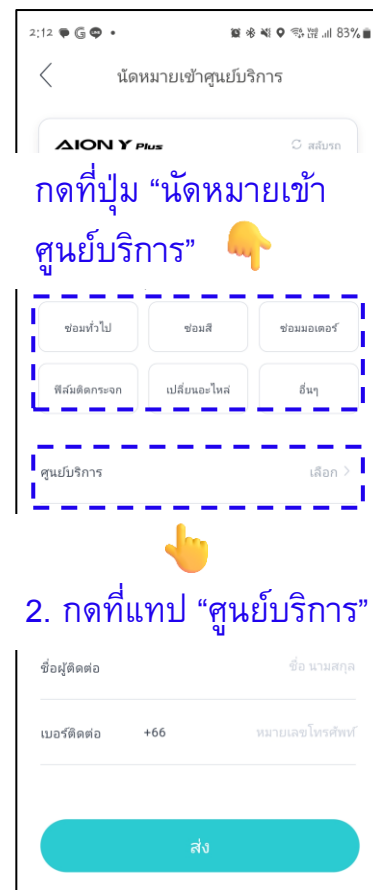 2:12 83%
นัดหมายเข้าศูนย์บริการ
AION Y Plus สลับรถ
กดที่ปุ่ม “นัดหมายเข้า
ศูนย์บริการ”
ซ่อมทั่วไป ซ่อมสี ซ่อมมอเตอร์
ฟิล์มติดกระจก เปลี่ยนอะไหล่ อื่นๆ
ศูนย์บริการ เลือก
2. กดที่แทป “ศูนย์บริการ”
ชื่อผู้ติดต่อ ชื่อ นามสกุล
เบอร์ติดต่อ +66 หมายเลขโทรศัพท์
ส่ง